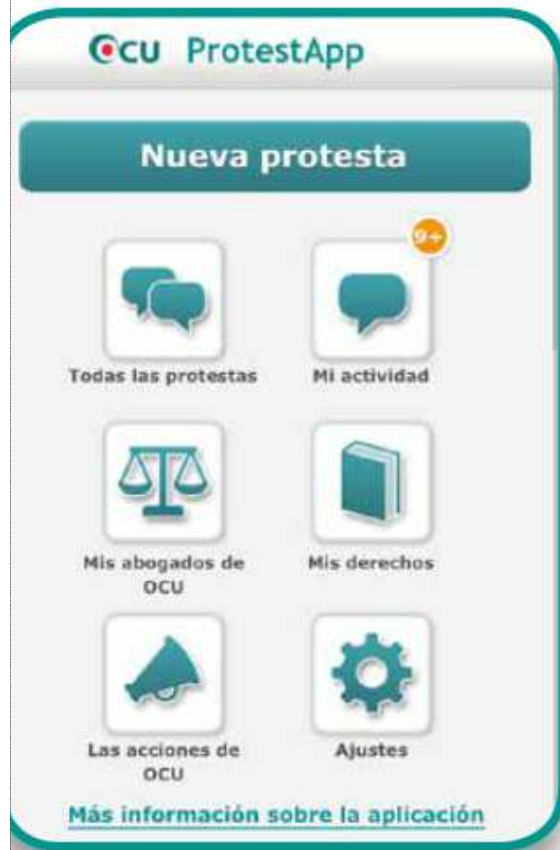 OCU ProtestApp
Nueva protesta
9+
Todas las protestas
Mi actividad
Mis abogados de
OCU
Mis derechos
Las acciones de
OCU
Ajustes
Más información sobre la aplicación